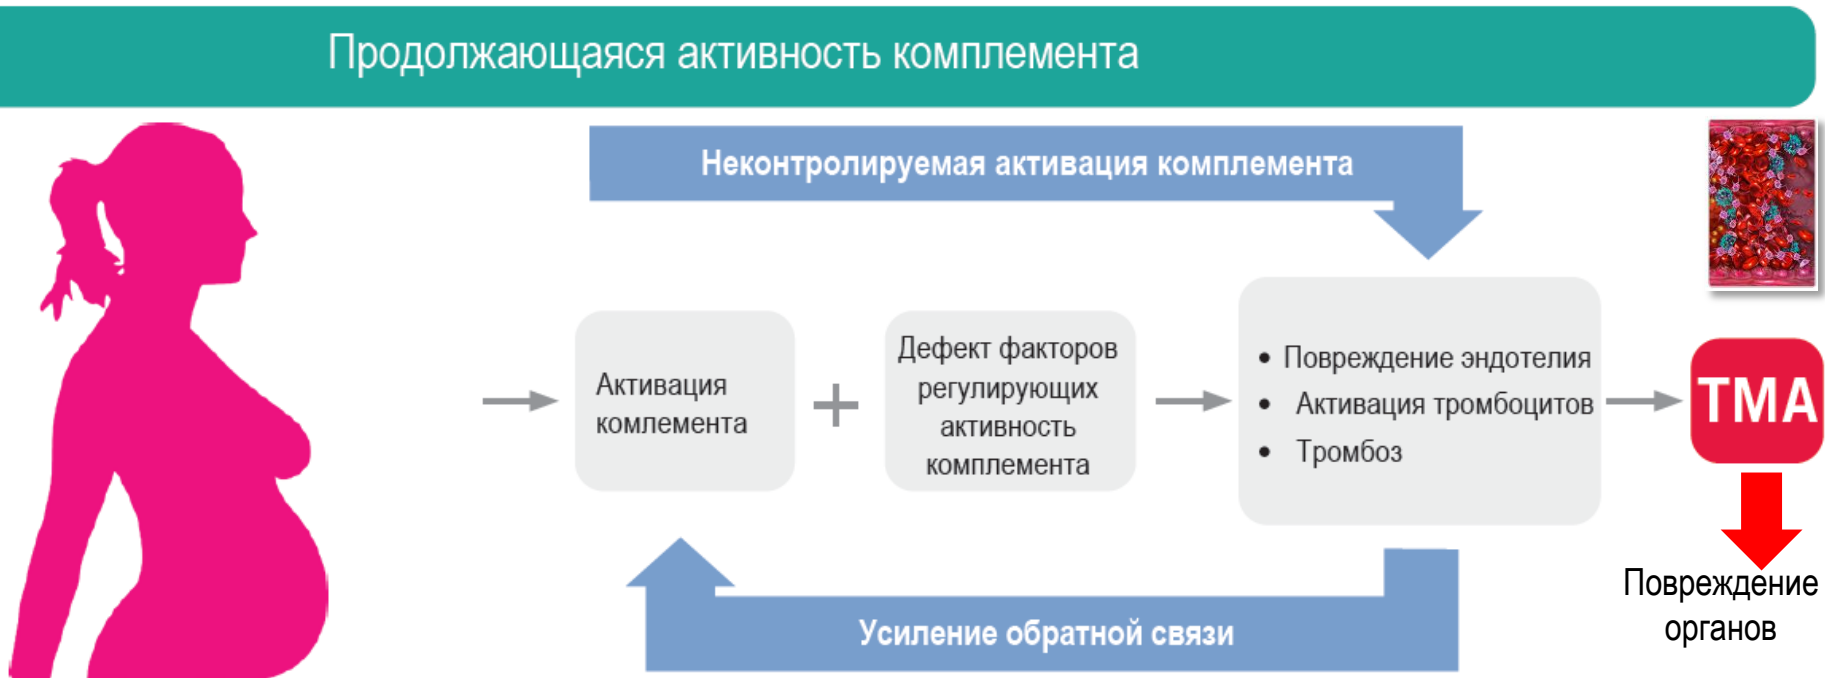 Продолжающаяся активность комплемента
Неконтролируемая активация комплемента
Активация
комлемента
+
Дефект факторов
регулирующих
активность
комплемента
• Повреждение эндотелия
• Активация тромбоцитов
• Тромбоз
ТМА
Повреждение
органов
Усиление обратной связи